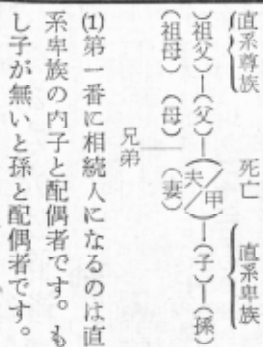 直系尊族 死亡 直系卑族
(祖父)―(父)―(夫/甲)―(子)―(孫)
(祖母) (母) (妻)
兄弟
(1)第一番に相続人になるのは直
系卑族の内子と配偶者です。も
し子が無いと孫と配偶者です。